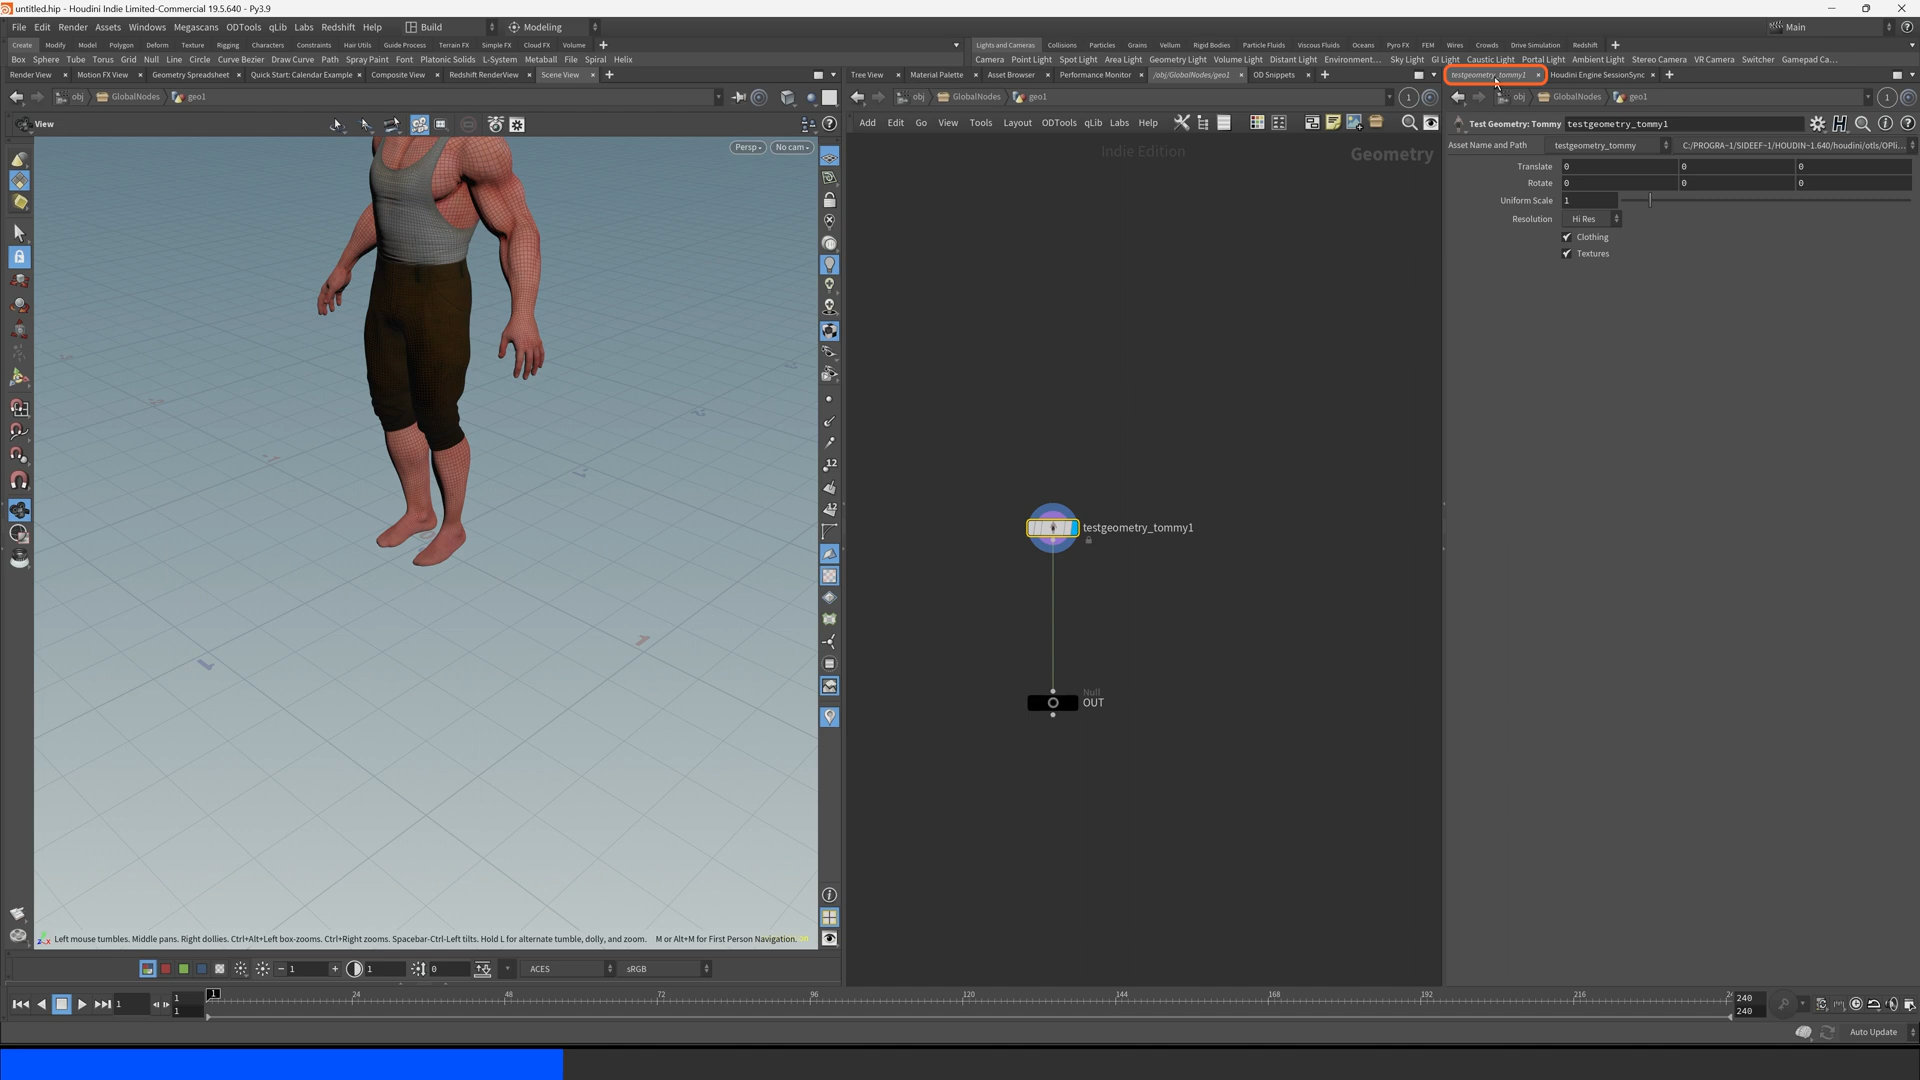 untitled.hip - Houdini Indie Limited-Commercial 19.5.640 - Py3.9
File Edit Render Assets Windows Megascans ODTools qLib Labs Redshift Help Build Modeling Main
Create Modify Model Polygon Deform Texture Rigging Characters Constraints Hair Utils Guide Process Terrain FX Simple FX Cloud FX Volume
Lights and Cameras Collisions Particles Grains Vellum Rigid Bodies Particle Fluids Viscous Fluids Oceans Pyro FX FEM Wires Crowds Drive Simulation Redshift
Box Sphere Tube Torus Grid Null Line Circle Curve Bezier Draw Curve Path Spray Paint Font Platonic Solids L-System Metaball File Spiral Helix
Camera Point Light Spot Light Area Light Geometry Light Volume Light Distant Light Environment... Sky Light GI Light Caustic Light Portal Light Ambient Light Stereo Camera VR Camera Switcher Gamepad Ca...
Render View Motion FX View Geometry Spreadsheet Quick Start: Calendar Example Composite View Redshift RenderView Scene View
Tree View Material Palette Asset Browser Performance Monitor /obj/GlobalNodes/geo1 OD Snippets
testgeometry_tommy1 Houdini Engine SessionSync
obj GlobalNodes geo1
obj GlobalNodes geo1 1
obj GlobalNodes geo1 1
View
Persp No cam
Add Edit Go View Tools Layout ODTools qLib Labs Help
Indie Edition
Geometry
testgeometry_tommy1
Null
OUT
Test Geometry: Tommy testgeometry_tommy1
Asset Name and Path testgeometry_tommy C:/PROGRA~1/SIDEEF~1/HOUDIN~1.640/houdini/otls/OPli...
Translate 0 0 0
Rotate 0 0 0
Uniform Scale 1
Resolution Hi Res
Clothing
Textures
12
12
Left mouse tumbles. Middle pans. Right dollies. Ctrl+Alt+Left box-zooms. Ctrl+Right zooms. Spacebar-Ctrl-Left tilts. Hold L for alternate tumble, dolly, and zoom. M or Alt+M for First Person Navigation.
1 1 0 ACES sRGB
1 1 1 1 24 48 72 96 120 144 168 192 216 240 240
Auto Update